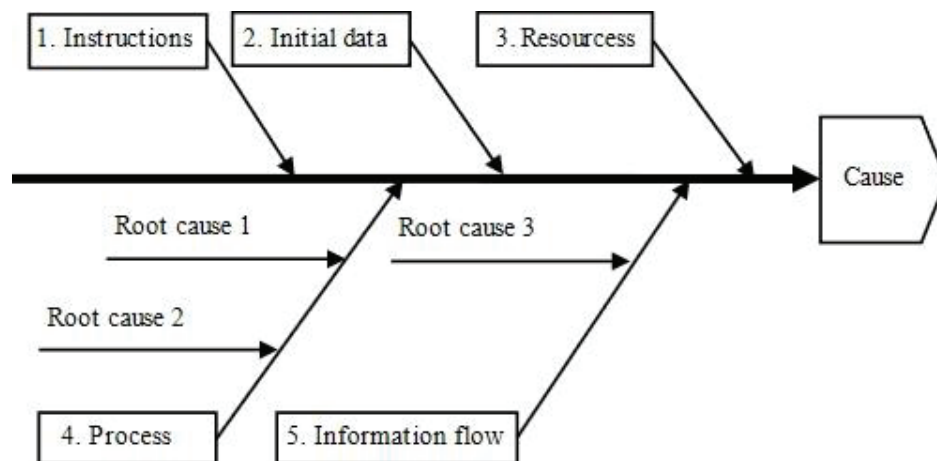 1. Instructions
2. Initial data
3. Resourcess
Cause
Root cause 1
Root cause 3
Root cause 2
4. Process
5. Information flow